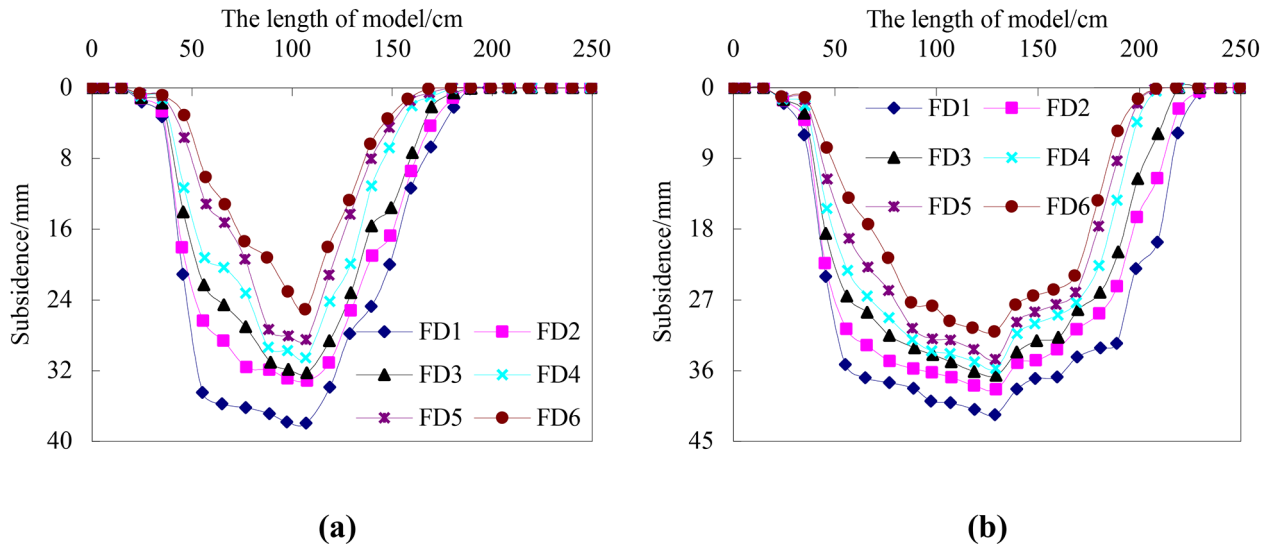 The length of model/cm
0 50 100 150 200 250
0
8
16
24
32
40
Subsidence/mm
FD1 FD2
FD3 FD4
FD5 FD6
(a)
The length of model/cm
0 50 100 150 200 250
0
9
18
27
36
45
Subsidence/mm
FD1 FD2
FD3 FD4
FD5 FD6
(b)